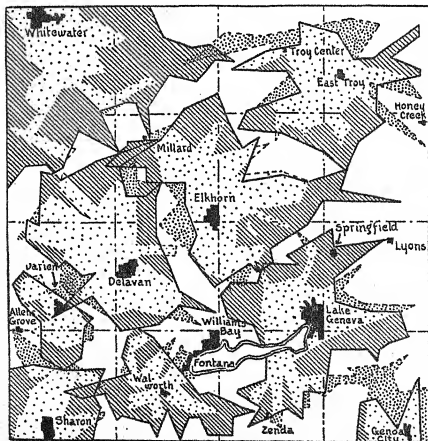 Whitewater
Troy Center
East Troy
Honey
Creek
Millard
Elkhorn
Springfield
Lyons
Darien
Delavan
Allens
Grove
Williams
Bay
Lake
Geneva
Fontana
Wal-
worth
Sharon
Zenda
Genoa
City